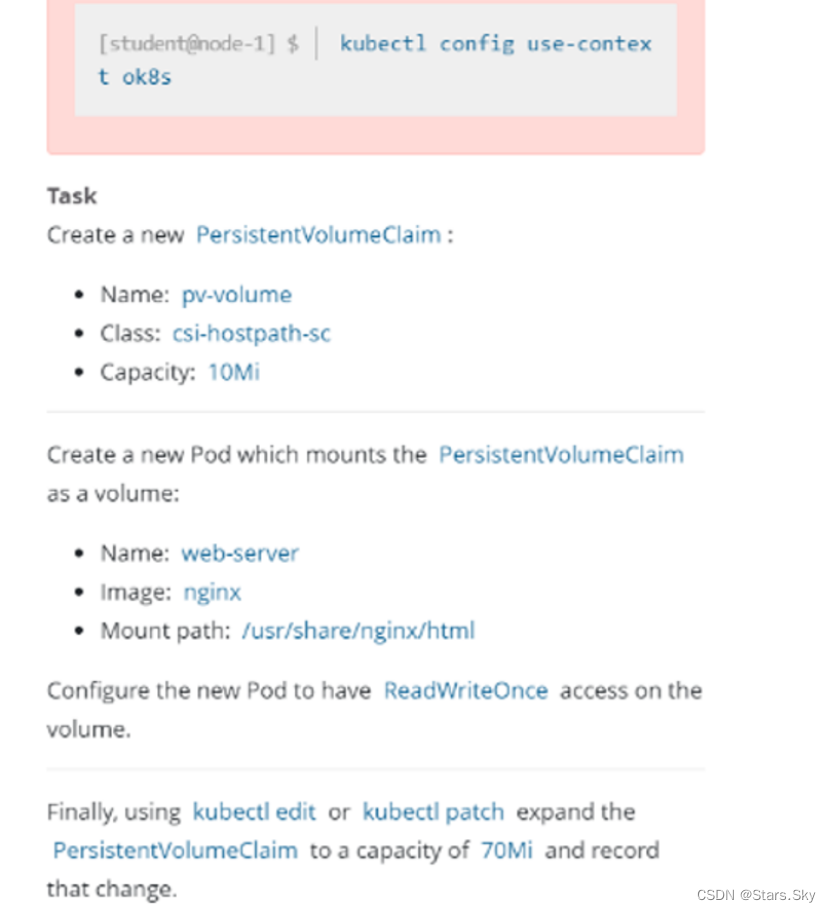 [student@node-1] $ | kubectl config use-contex
t ok8s
Task
Create a new PersistentVolumeClaim :
• Name: pv-volume
• Class: csi-hostpath-sc
• Capacity: 10Mi
Create a new Pod which mounts the PersistentVolumeClaim
as a volume:
• Name: web-server
• Image: nginx
• Mount path: /usr/share/nginx/html
Configure the new Pod to have ReadWriteOnce access on the
volume.
Finally, using kubectl edit or kubectl patch expand the
PersistentVolumeClaim to a capacity of 70Mi and record
that change.
CSDN @Stars.Sky